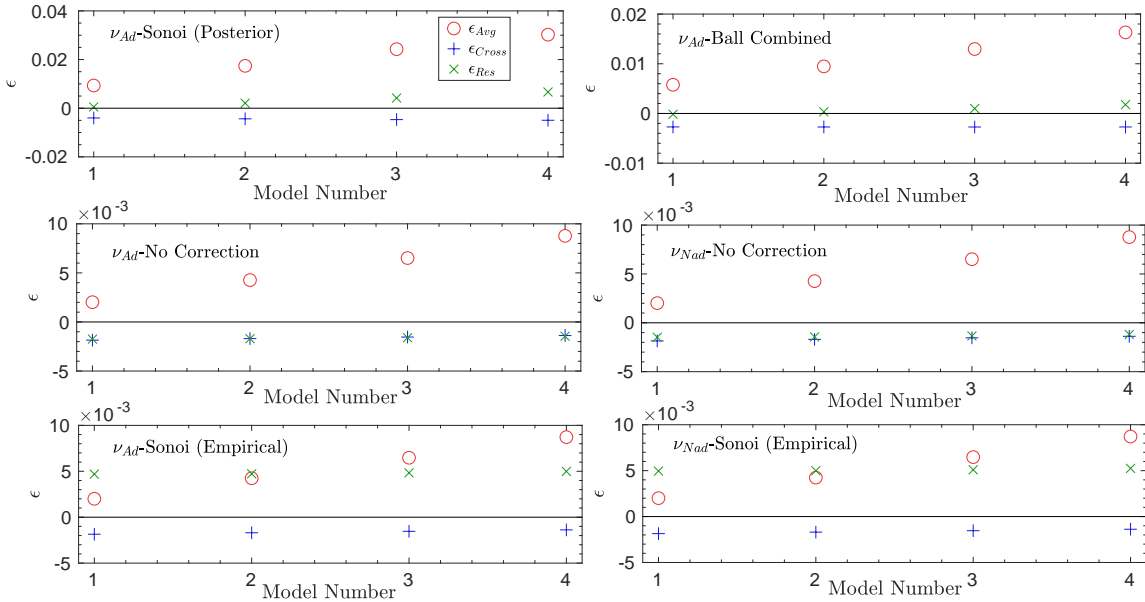 0.04
0.02
0
-0.02
ϵ
ν_Ad-Sonoi (Posterior)
ϵ_Avg
ϵ_Cross
ϵ_Res
1 2 3 4
Model Number
0.02
0.01
0
-0.01
ϵ
ν_Ad-Ball Combined
1 2 3 4
Model Number
×10⁻³
10
5
0
-5
ϵ
ν_Ad-No Correction
1 2 3 4
Model Number
×10⁻³
10
5
0
-5
ϵ
ν_Nad-No Correction
1 2 3 4
Model Number
×10⁻³
10
5
0
-5
ϵ
ν_Ad-Sonoi (Empirical)
1 2 3 4
Model Number
×10⁻³
10
5
0
-5
ϵ
ν_Nad-Sonoi (Empirical)
1 2 3 4
Model Number